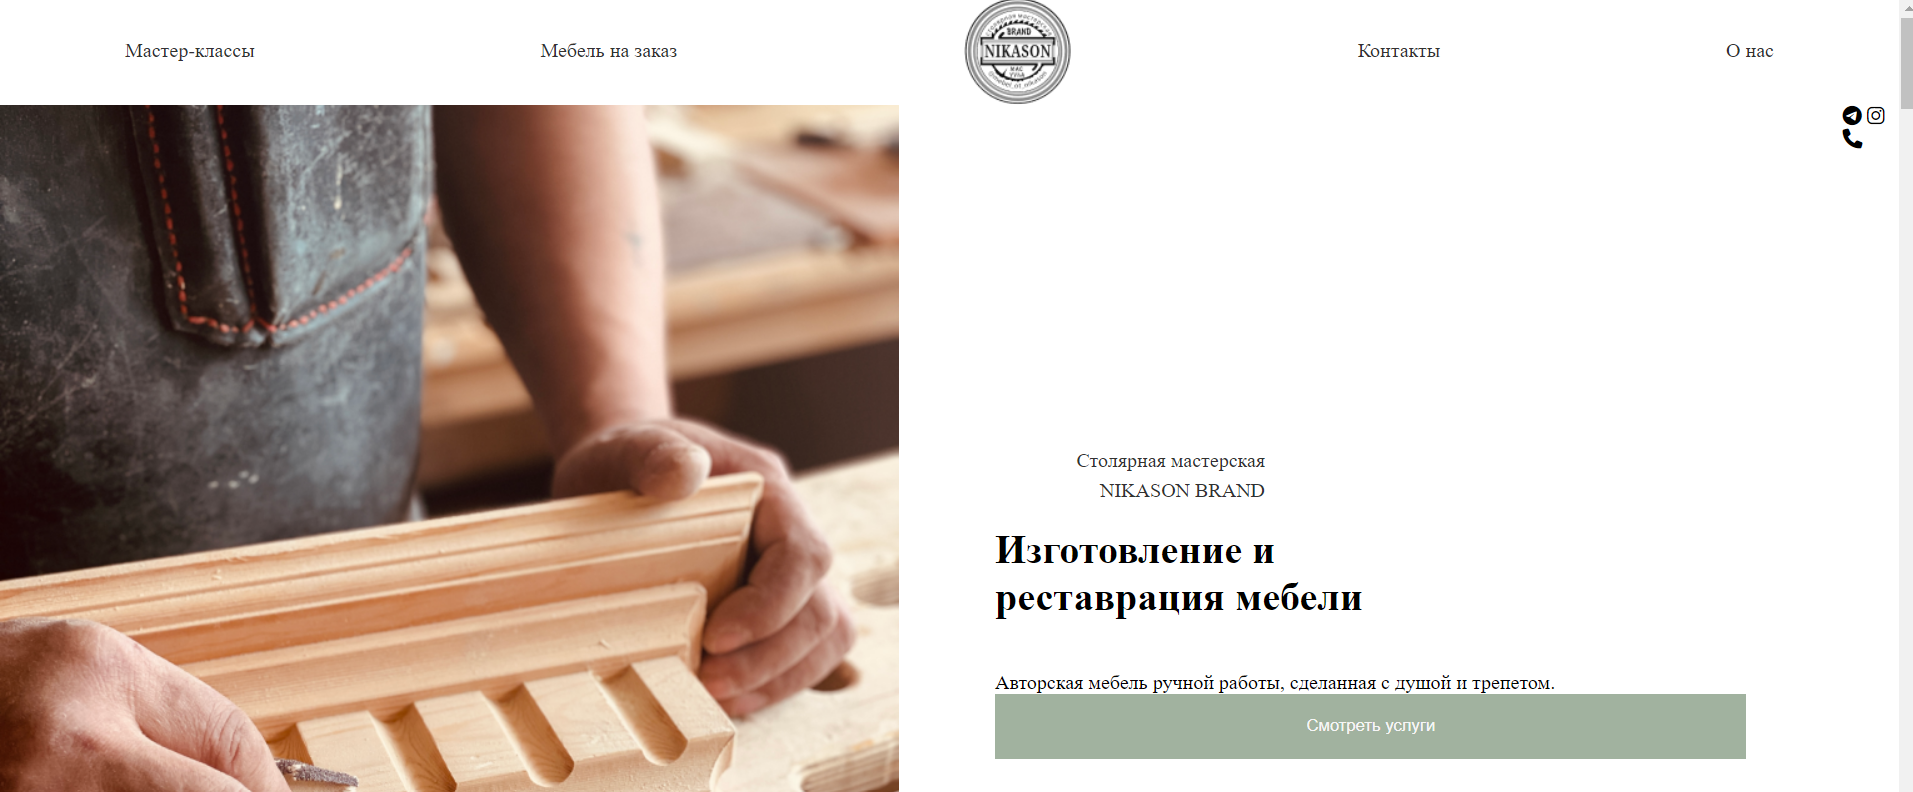 Мастер-классы
Мебель на заказ
BRAND
NIKASON
Контакты
О нас
Столярная мастерская
NIKASON BRAND
Изготовление и
реставрация мебели
Авторская мебель ручной работы, сделанная с душой и трепетом.
Смотреть услуги